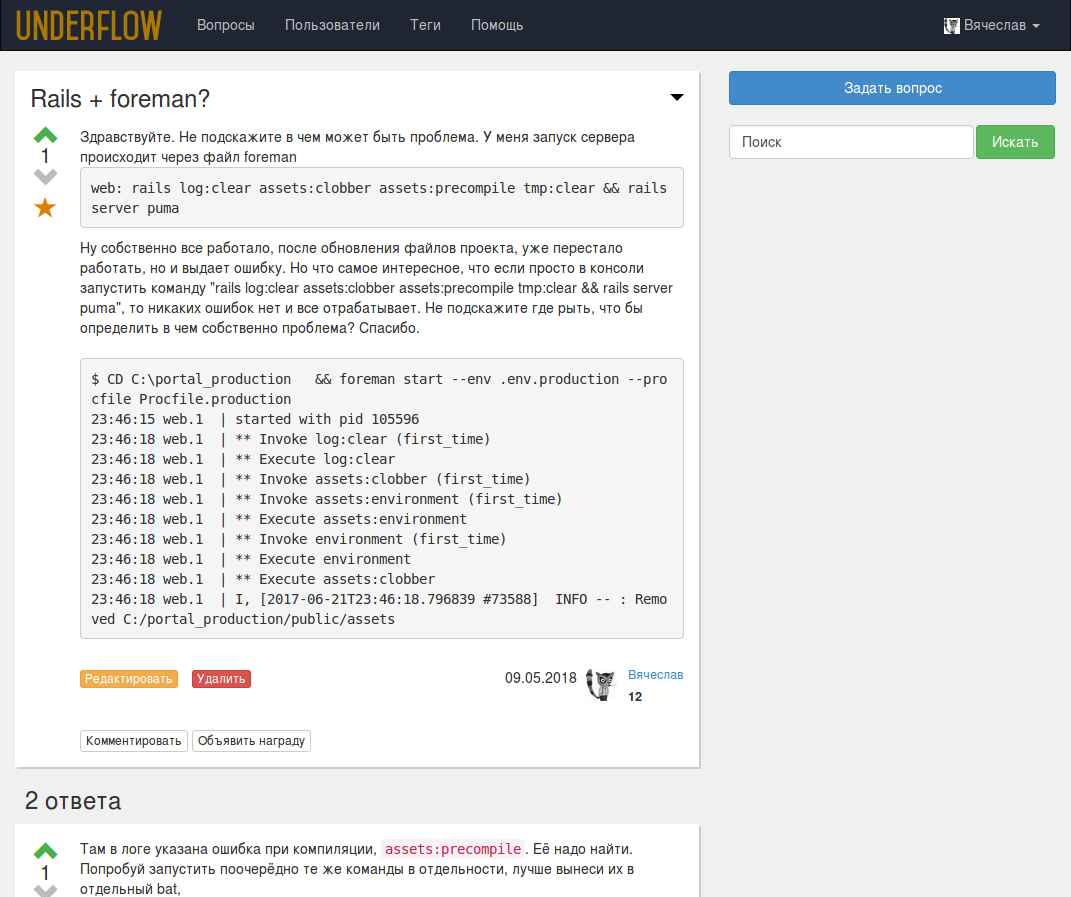 UNDERFLOW Вопросы Пользователи Теги Помощь Вячеслав
Rails + foreman?
Задать вопрос
Поиск Искать
1
Здравствуйте. Не подскажите в чем может быть проблема. У меня запуск сервера
происходит через файл foreman
web: rails log:clear assets:clobber assets:precompile tmp:clear && rails
server puma
Ну собственно все работало, после обновления файлов проекта, уже перестало
работать, но и выдает ошибку. Но что самое интересное, что если просто в консоли
запустить команду "rails log:clear assets:clobber assets:precompile tmp:clear && rails server
puma", то никаких ошибок нет и все отрабатывает. Не подскажите где рыть, что бы
определить в чем собственно проблема? Спасибо.
$ CD C:\portal_production   && foreman start --env .env.production --pro
cfile Procfile.production
23:46:15 web.1  | started with pid 105596
23:46:18 web.1  | ** Invoke log:clear (first_time)
23:46:18 web.1  | ** Execute log:clear
23:46:18 web.1  | ** Invoke assets:clobber (first_time)
23:46:18 web.1  | ** Invoke assets:environment (first_time)
23:46:18 web.1  | ** Execute assets:environment
23:46:18 web.1  | ** Invoke environment (first_time)
23:46:18 web.1  | ** Execute environment
23:46:18 web.1  | ** Execute assets:clobber
23:46:18 web.1  | I, [2017-06-21T23:46:18.796839 #73588]  INFO -- : Remo
ved C:/portal_production/public/assets
Редактировать Удалить 09.05.2018 Вячеслав
12
Комментировать Объявить награду
2 ответа
1
Там в логе указана ошибка при компиляции, assets:precompile. Её надо найти.
Попробуй запустить поочерёдно те же команды в отдельности, лучше вынеси их в
отдельный bat,